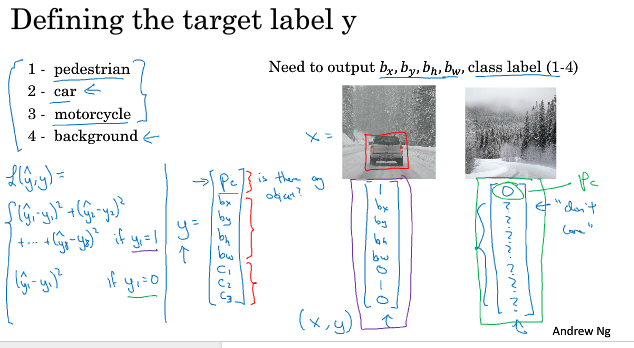 Defining the target label y
1 - pedestrian
2 - car ←
3 - motorcycle
4 - background ←
Need to output bx, by, bh, bw, class label (1-4)
x =
ℒ(ŷ,y) =
(ŷ₁-y₁)² + (ŷ₂-y₂)²
+ ... + (ŷ₈-y₈)² if y₁=1
(ŷ₁-y₁)² if y₁=0
y =
→
Pc
bx
by
bh
bw
C₁
C₂
C₃
is there any
object?
1
bx
by
bh
bw
0
1
0
(x, y)
0
?
?
?
?
?
?
?
Pc
← "don't
care"
Andrew Ng